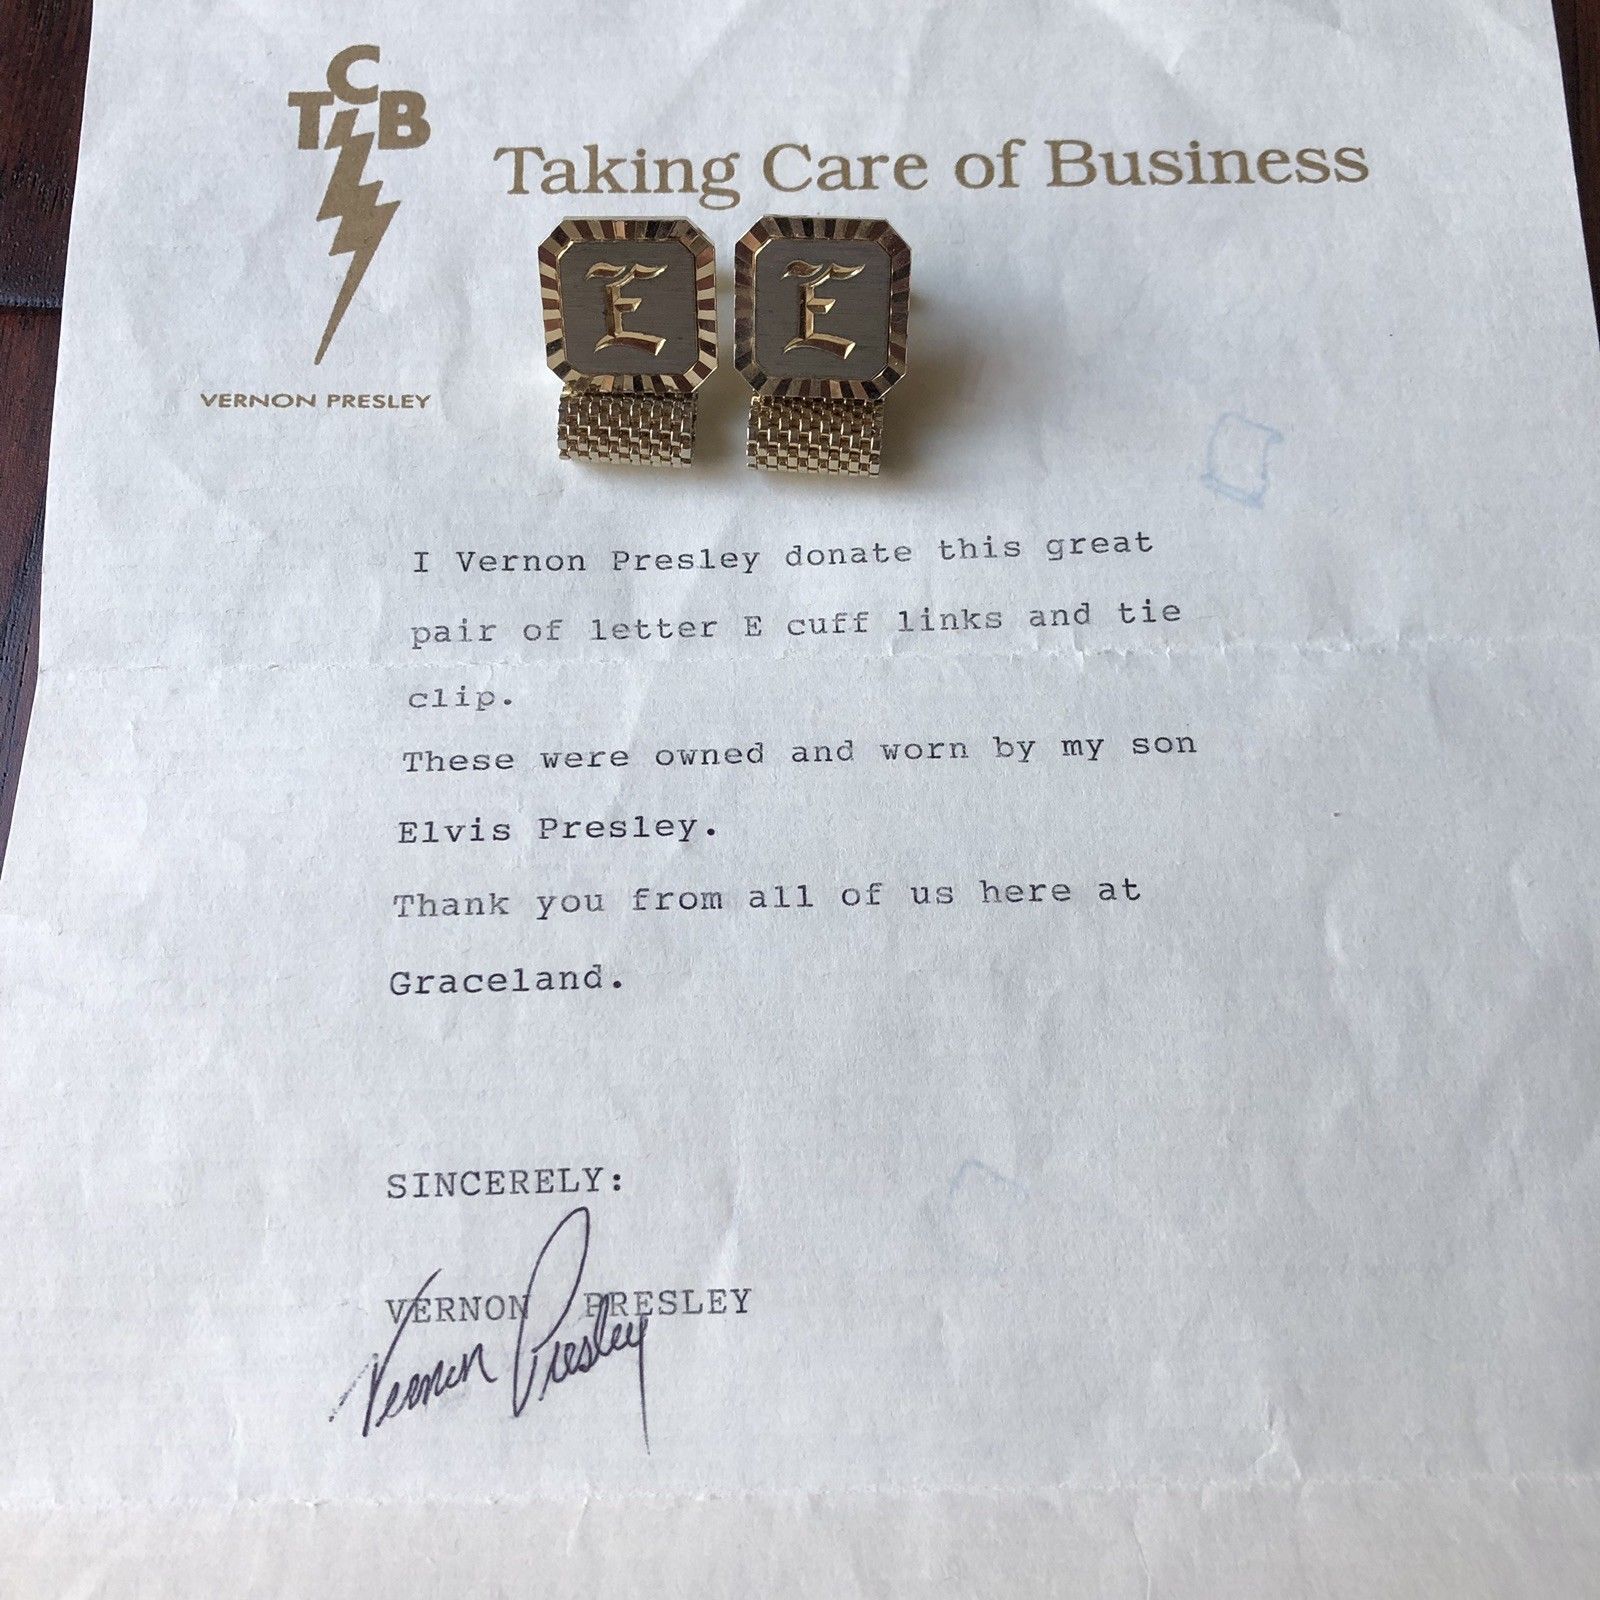 TCB
Taking Care of Business
VERNON PRESLEY
E E
I Vernon Presley donate this great
pair of letter E cuff links and tie
clip.
These were owned and worn by my son
Elvis Presley.
Thank you from all of us here at
Graceland.
SINCERELY:
VERNON PRESLEY
Vernon Presley